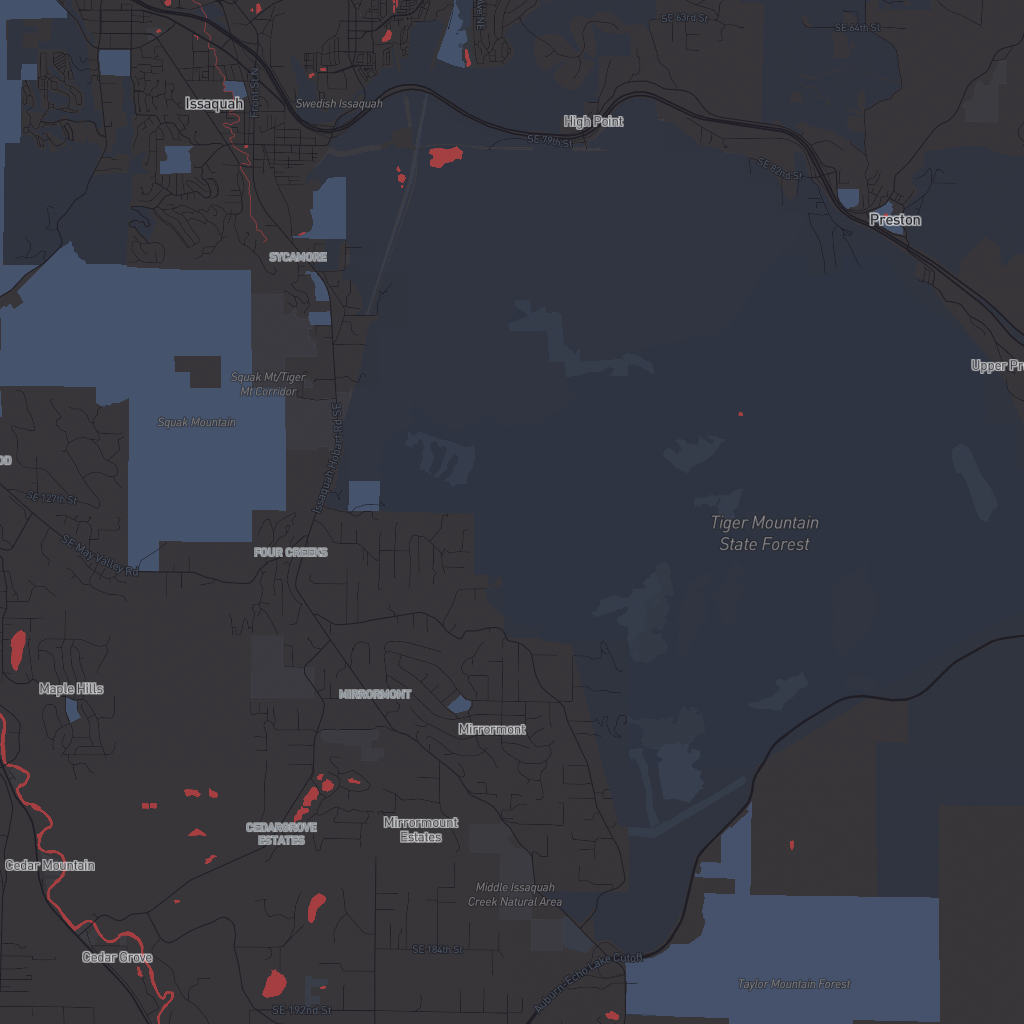 SE 63rd St
SE 64th St
Issaquah
Swedish Issaquah
Front St N
High Point
SE 79th St
SE 82nd St
Preston
SYCAMORE
Upper Pr
Squak Mt/Tiger
Mt Corridor
Squak Mountain
Issaquah Hobart Rd SE
SE 127th St
Tiger Mountain
State Forest
SE May Valley Rd
FOUR CREEKS
Maple Hills
MIRRORMONT
Mirrormont
CEDARGROVE
ESTATES
Mirrormount
Estates
Cedar Mountain
Middle Issaquah
Creek Natural Area
SE 184th St
Cedar Grove
Auburn-Echo Lake Cutoff
Taylor Mountain Forest
SE 192nd St